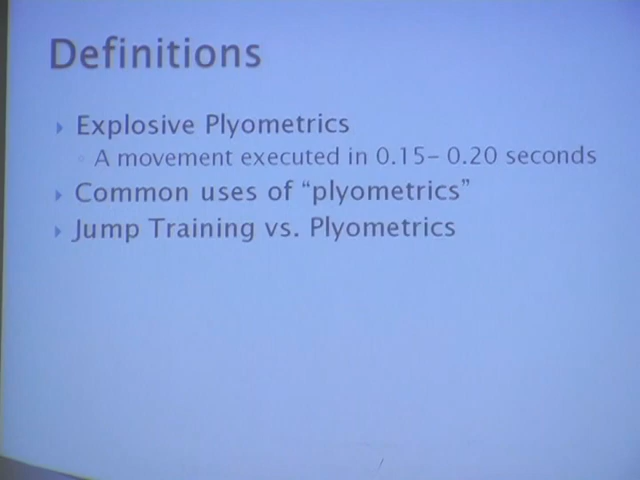 Definitions
Explosive Plyometrics
A movement executed in 0.15– 0.20 seconds
Common uses of “plyometrics”
Jump Training vs. Plyometrics